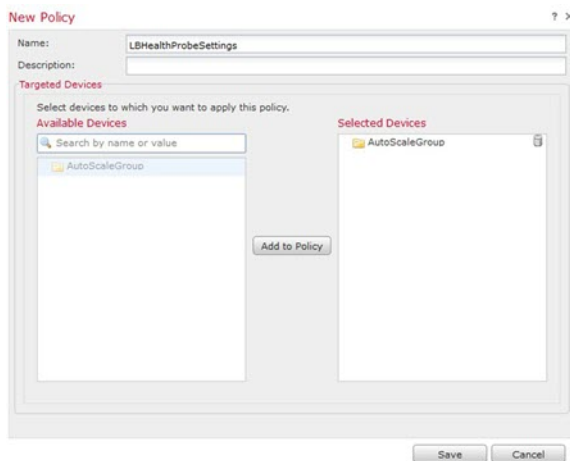 New Policy ? X
Name: LBHealthProbeSettings
Description:
Targeted Devices
Select devices to which you want to apply this policy.
Available Devices Selected Devices
Search by name or value AutoScaleGroup
AutoScaleGroup
Add to Policy
Save Cancel